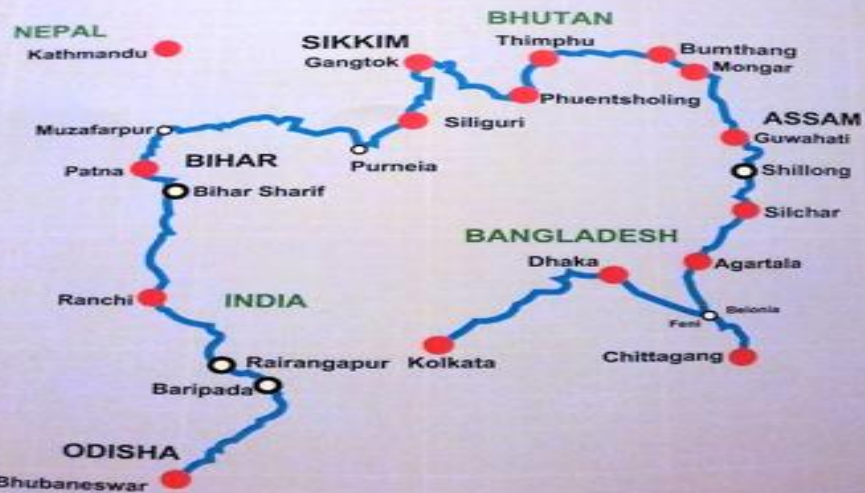 NEPAL
Kathmandu
SIKKIM
Gangtok
BHUTAN
Thimphu
Bumthang
Mongar
Phuentsholing
ASSAM
Guwahati
Muzafarpur
Siliguri
Purneia
BIHAR
Patna
Bihar Sharif
Shillong
Silchar
BANGLADESH
Dhaka
Agartala
Ranchi
INDIA
Feni
Belonia
Rairangapur
Kolkata
Chittagang
Baripada
ODISHA
Bhubaneswar